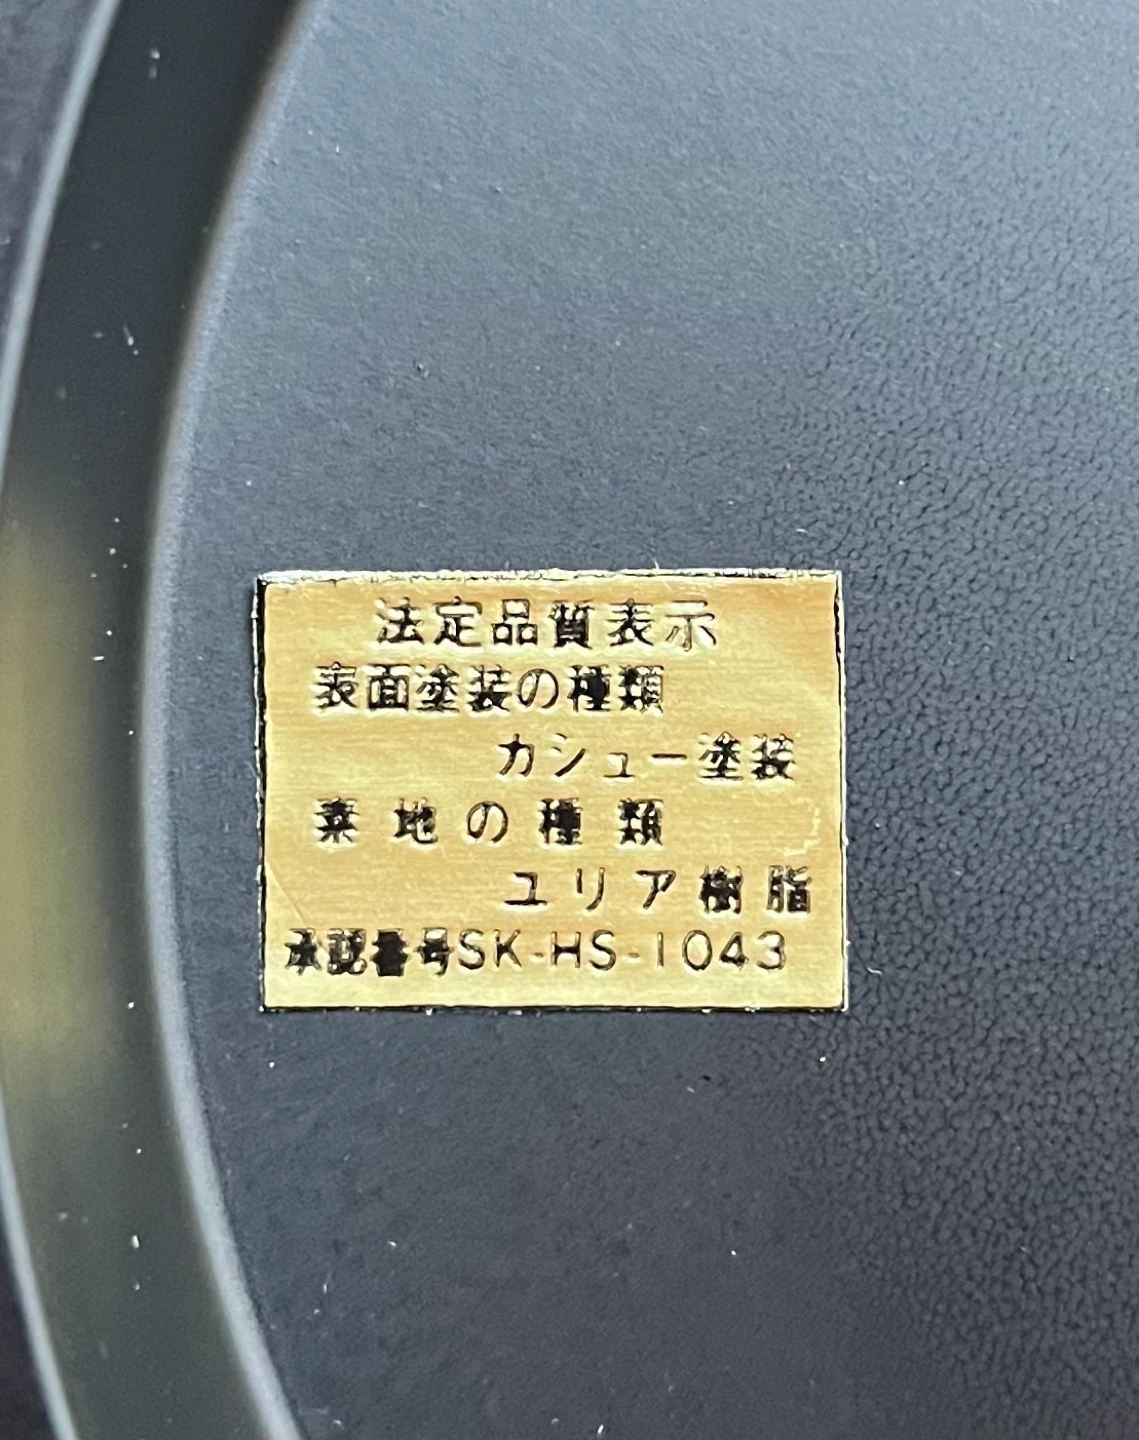 法定品質表示
表面塗装の種類
カシュー塗装
素地の種類
ユリア樹脂
承認番号SK-HS-1043